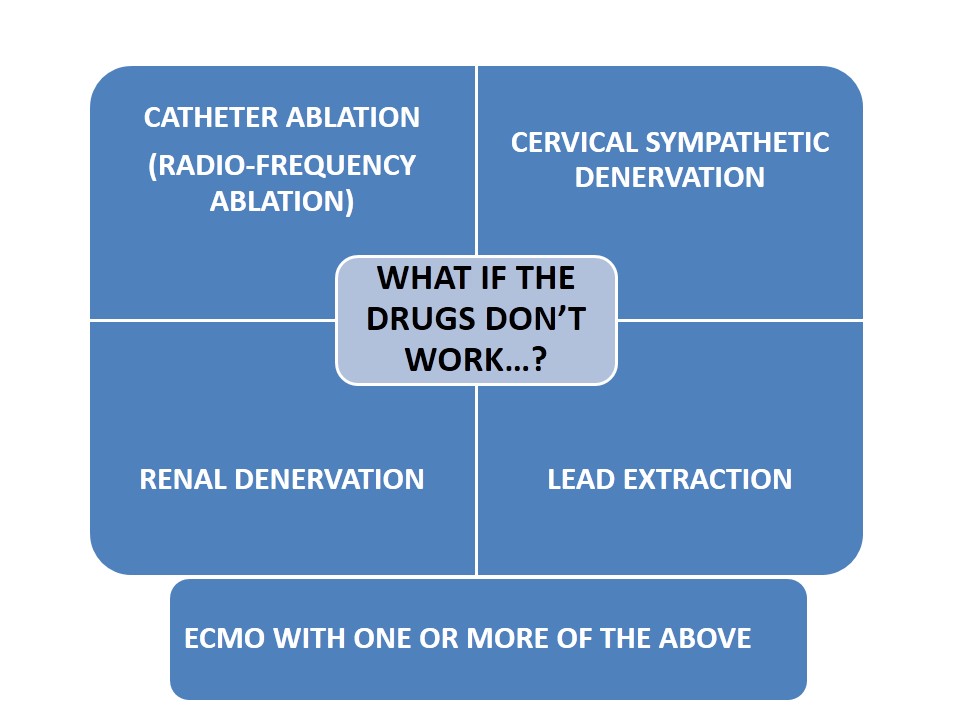 CATHETER ABLATION
(RADIO-FREQUENCY
ABLATION)
CERVICAL SYMPATHETIC
DENERVATION
WHAT IF THE
DRUGS DON’T
WORK…?
RENAL DENERVATION
LEAD EXTRACTION
ECMO WITH ONE OR MORE OF THE ABOVE